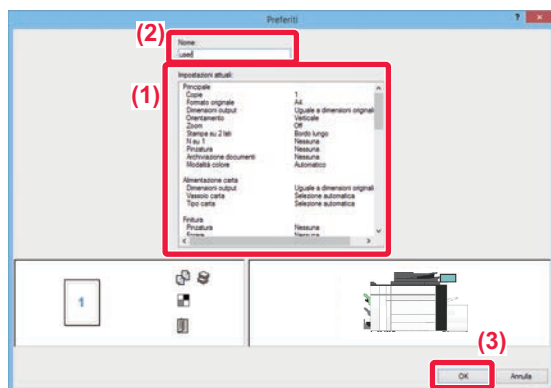 Preferiti
?
(2)
Nome:
used
(1)
Impostazioni attuali:
Principale
Copie 1
Formato originale A4
Dimensioni output Uguale a dimensioni originali
Orientamento Verticale
Zoom Off
Stampa su 2 lati Bordo lungo
N su 1 Nessuna
Pinzatura Nessuna
Archiviazione documenti Nessuna
Modalità colore Automatico
Alimentazione carta
Dimensioni output Uguale a dimensioni originali
Vassoio carta Selezione automatica
Tipo carta Selezione automatica
Finitura
Pinzatura Nessuna
Forare Nessuna
1
(3)
OK Annulla